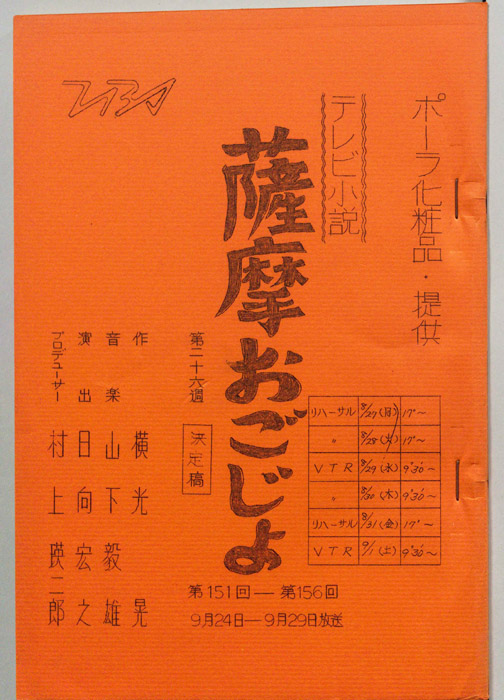 ポーラ化粧品・提供
テレビ小説
薩摩おごじょ
第二十六週
決定稿
作 横光 晃
音楽 山下毅雄
演出 日向宏之
プロデューサー 村上瑛二郎
リハーサル 8/27(月) 17°~
〃 8/28(火) 17°~
VTR 8/29(水) 9°30'~
〃 8/30(木) 9°30'~
リハーサル 8/31(金) 17°~
VTR 9/1(土) 9°30'~
第151回—第156回
9月24日—9月29日放送